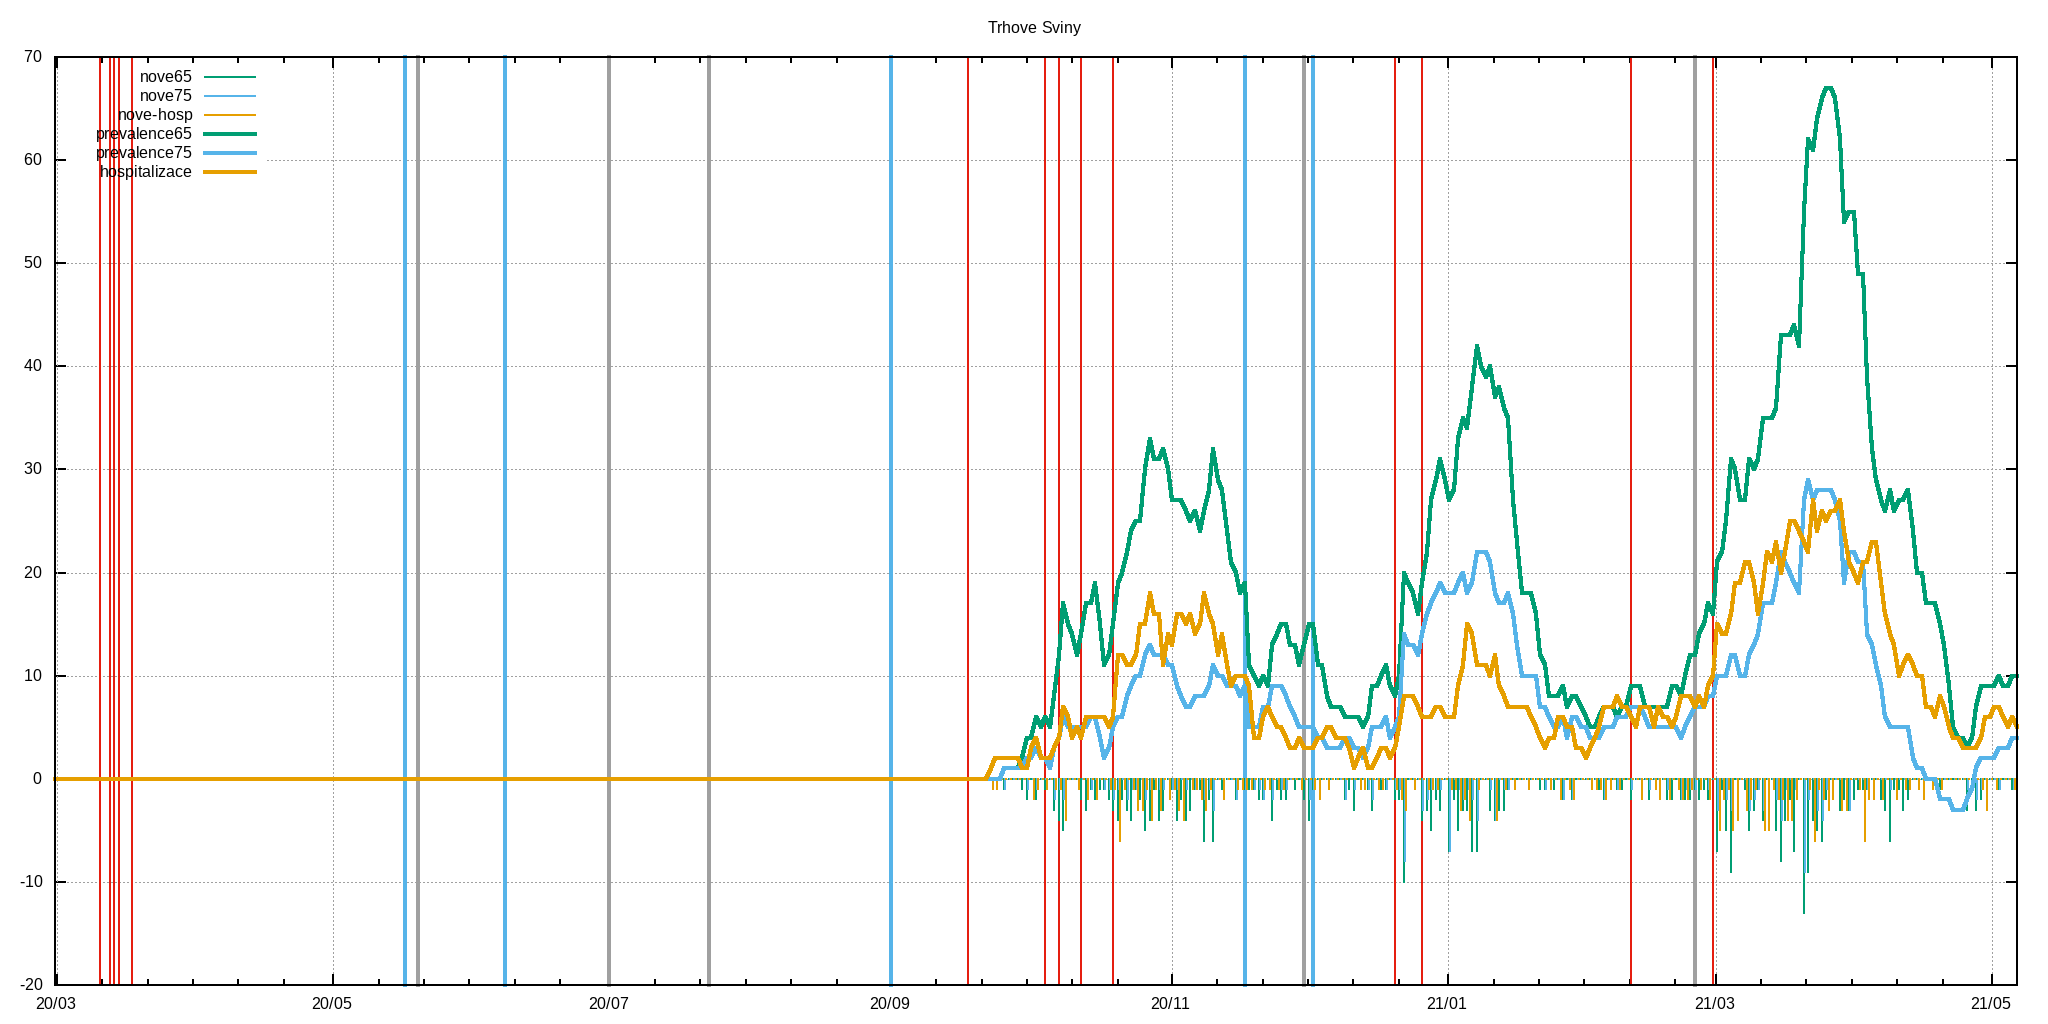 Trhove Sviny
70
60
50
40
30
20
10
0
-10
-20
nove65
nove75
nove-hosp
prevalence65
prevalence75
hospitalizace
20/03 20/05 20/07 20/09 20/11 21/01 21/03 21/05